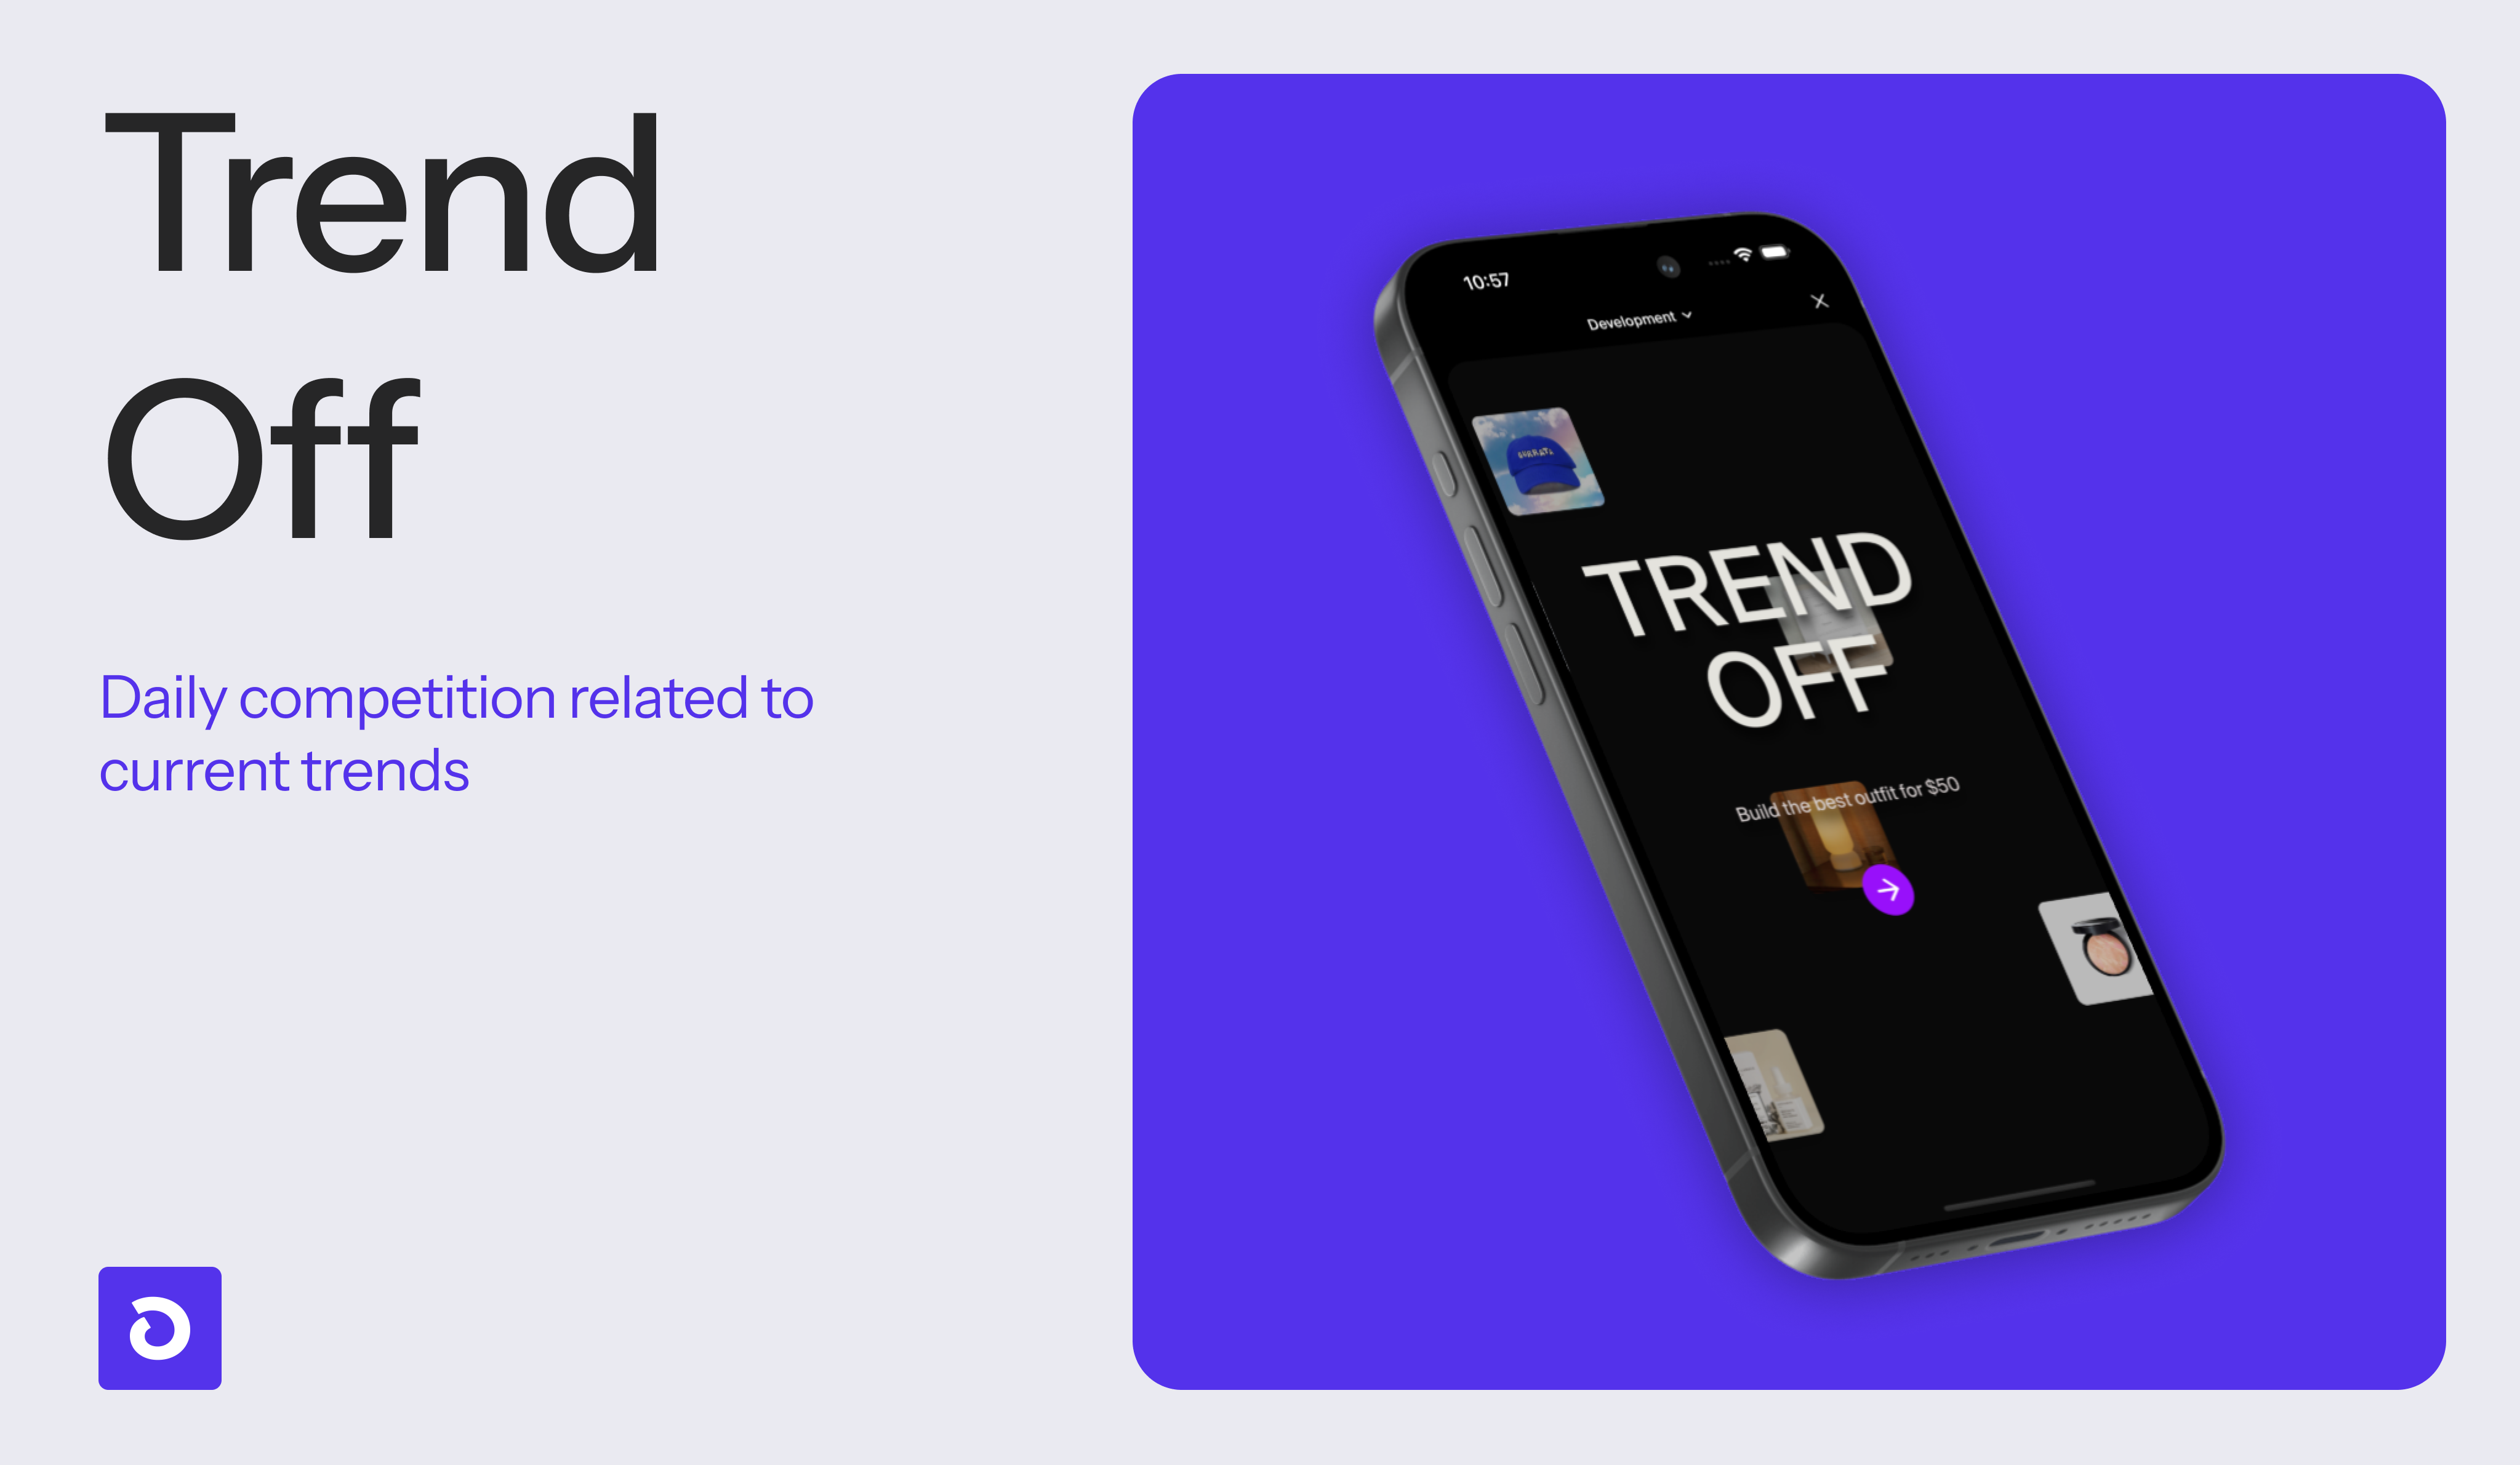 Trend
Off
Daily competition related to
current trends
10:57
Development
TREND
OFF
Build the best outfit for $50